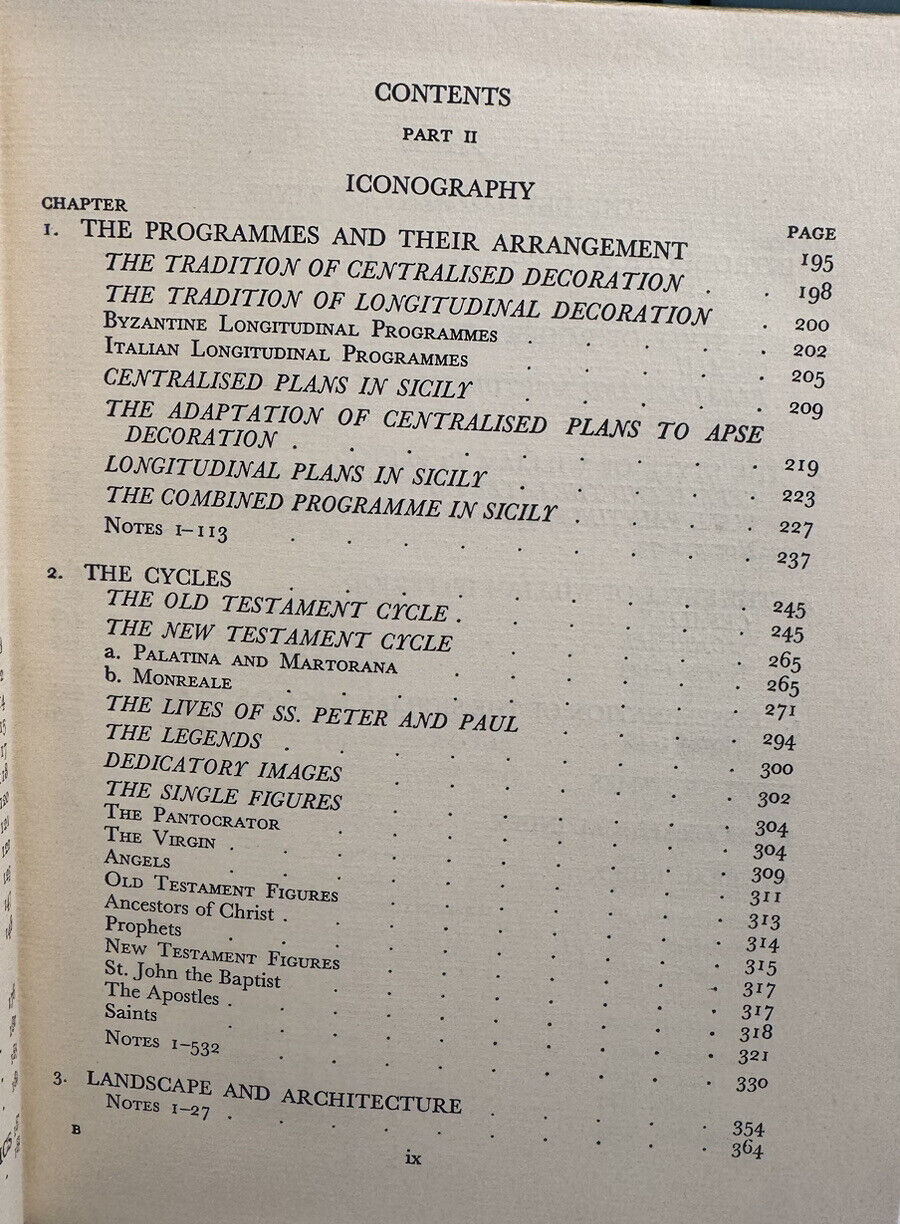 CONTENTS
PART II
ICONOGRAPHY
CHAPTER PAGE
1. THE PROGRAMMES AND THEIR ARRANGEMENT 195
THE TRADITION OF CENTRALISED DECORATION . . 198
THE TRADITION OF LONGITUDINAL DECORATION . 200
BYZANTINE LONGITUDINAL PROGRAMMES . . . . . 202
ITALIAN LONGITUDINAL PROGRAMMES . . . . . 205
CENTRALISED PLANS IN SICILY . . . . . 209
THE ADAPTATION OF CENTRALISED PLANS TO APSE
DECORATION . . . . . . . . . 219
LONGITUDINAL PLANS IN SICILY . . . . . 223
THE COMBINED PROGRAMME IN SICILY . . . . 227
NOTES 1–113 . . . . . . . . 237
2. THE CYCLES . . . . . . . . 245
THE OLD TESTAMENT CYCLE . . . . . . 245
THE NEW TESTAMENT CYCLE . . . . . 265
a. PALATINA AND MARTORANA . . . . . . 265
b. MONREALE . . . . . . . . 271
THE LIVES OF SS. PETER AND PAUL . . . . 294
THE LEGENDS . . . . . . . . 300
DEDICATORY IMAGES . . . . . . . 302
THE SINGLE FIGURES . . . . . . . 304
THE PANTOCRATOR . . . . . . . 304
THE VIRGIN . . . . . . . . . 309
ANGELS . . . . . . . . . 311
OLD TESTAMENT FIGURES . . . . . . . 313
Ancestors of Christ . . . . . . . . 314
Prophets . . . . . . . . . 315
NEW TESTAMENT FIGURES . . . . . . . 317
St. John the Baptist . . . . . . . 317
The Apostles . . . . . . . . . 318
Saints . . . . . . . . . 321
NOTES 1–532 . . . . . . . . 330
3. LANDSCAPE AND ARCHITECTURE . . . . . 354
NOTES 1–27 . . . . . . . . . 364
B
ix